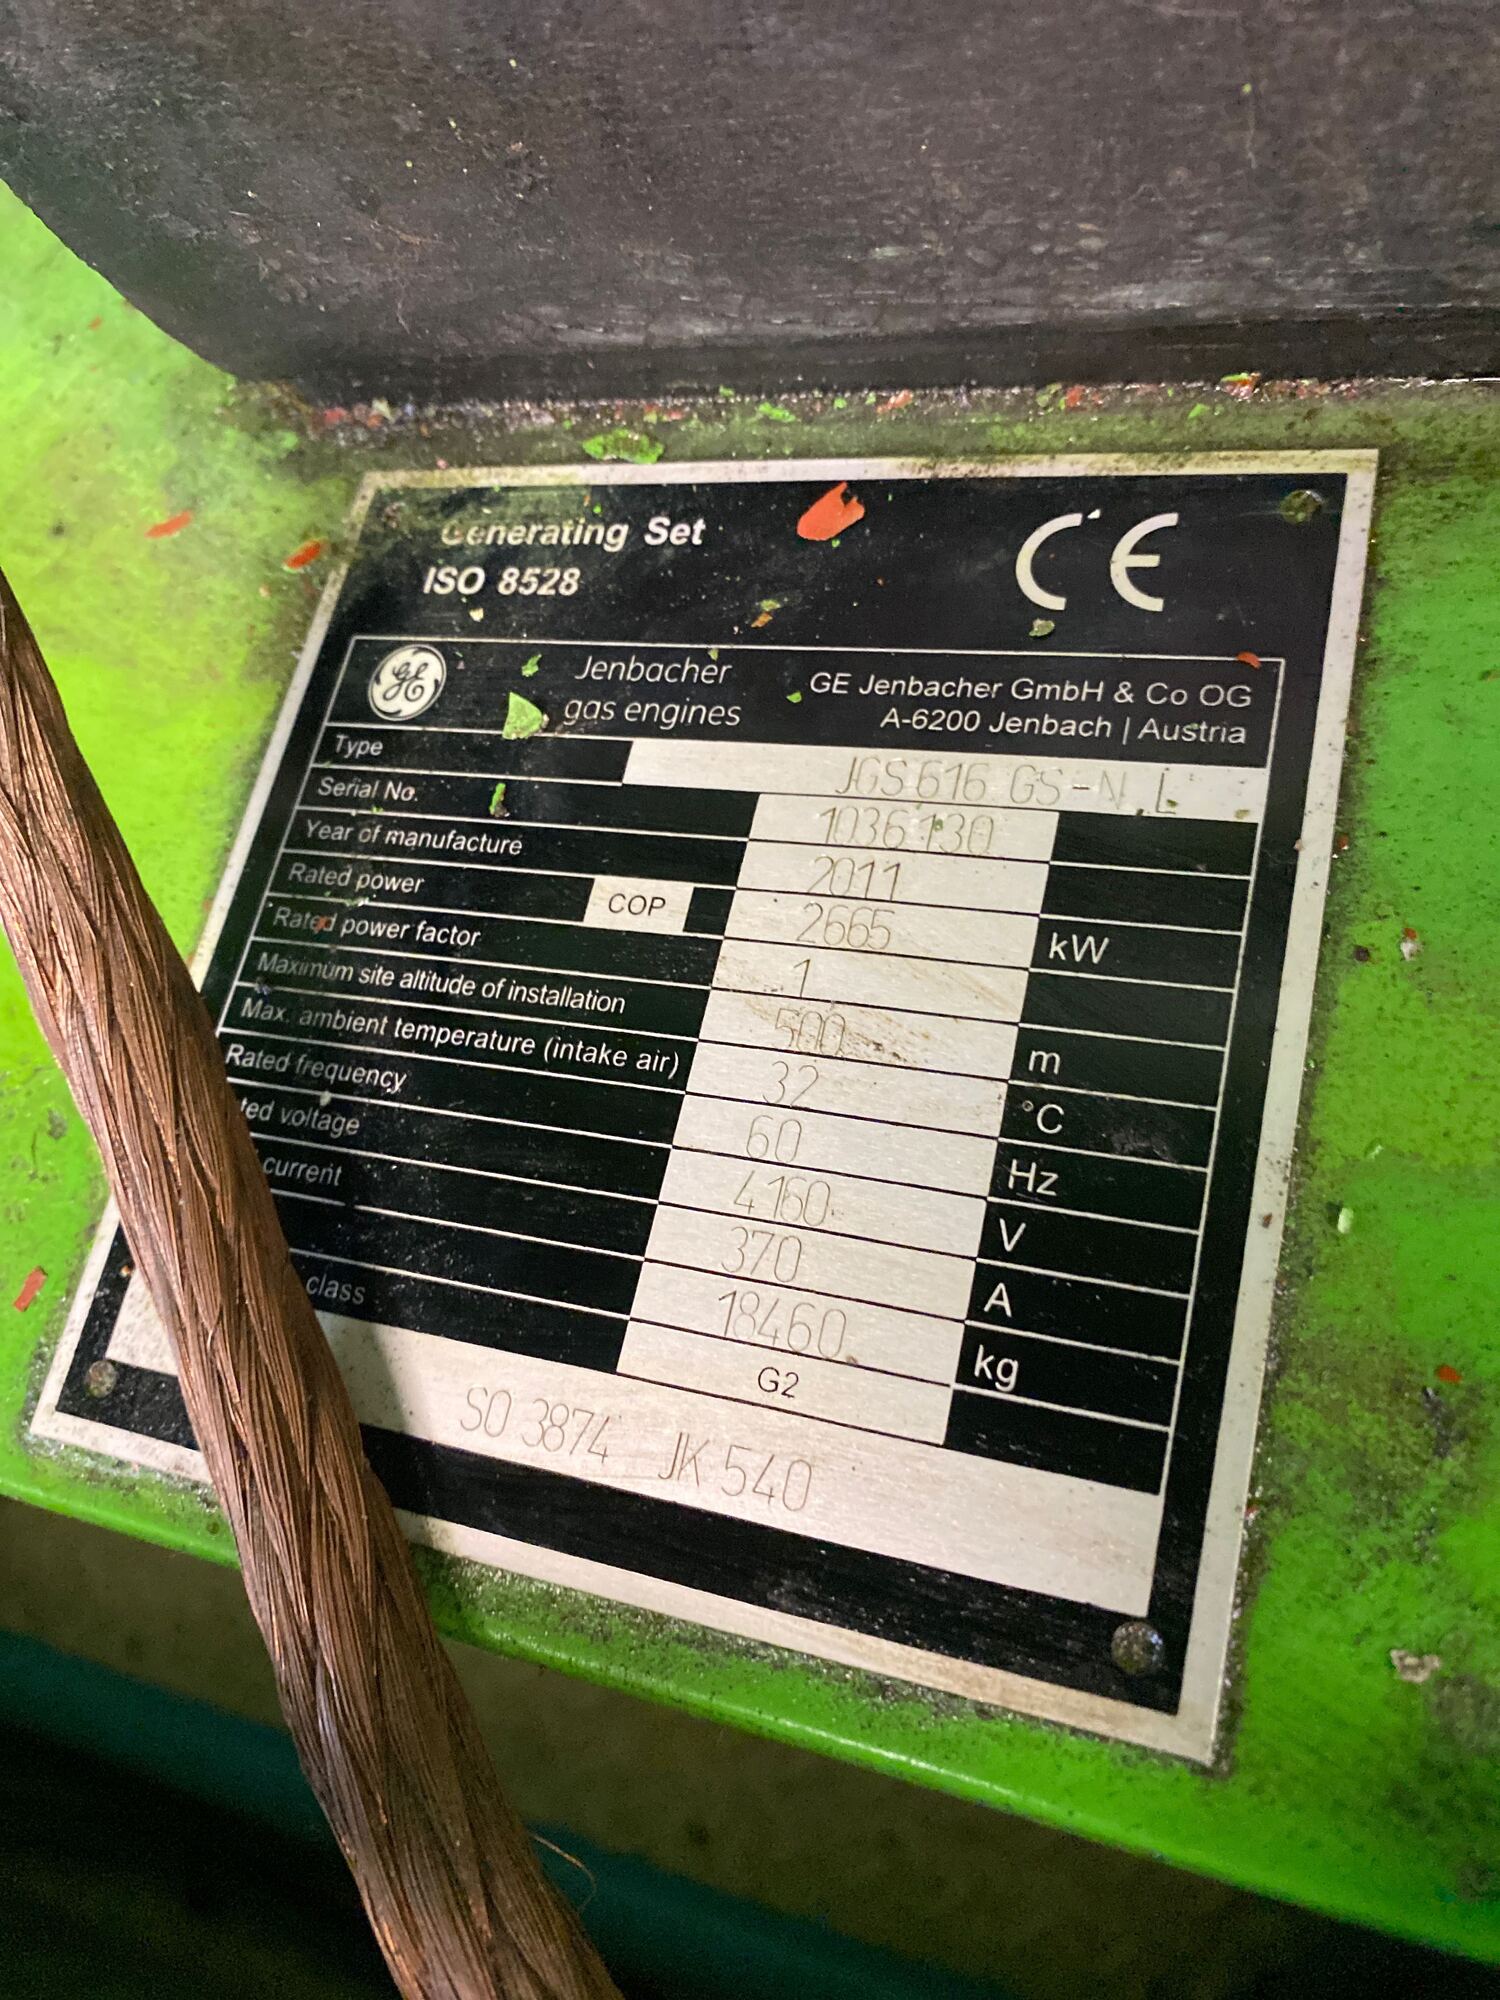 Generating Set
ISO 8528
CE
GE
Jenbacher
gas engines
GE Jenbacher GmbH & Co OG
A-6200 Jenbach | Austria
Type JGS 616 GS-N.L
Serial No. 1036130
Year of manufacture 2011
Rated power COP 2665 kW
Rated power factor 1
Maximum site altitude of installation 500 m
Max. ambient temperature (intake air) 32 °C
Rated frequency 60 Hz
voltage 4160 V
current 370 A
18460 kg
class G2
SO 3874 JK 540